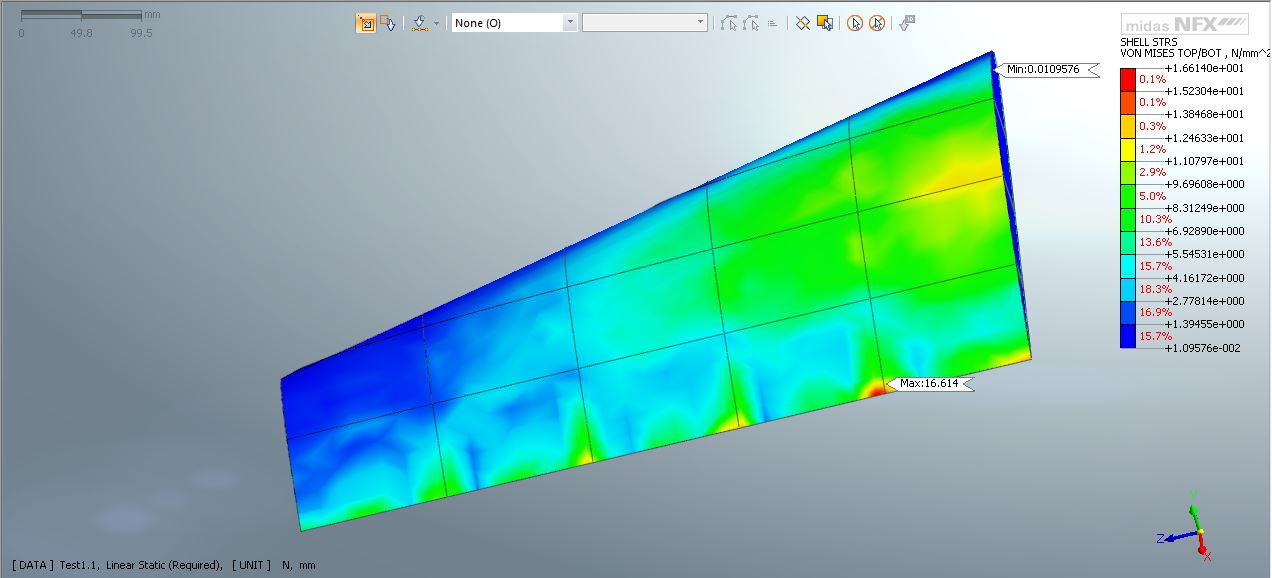 mm
0 49.8 99.5
None (O)
midas NFX
SHELL STRS
VON MISES TOP/BOT , N/mm^2
+1.66140e+001
0.1%
+1.52304e+001
0.1%
+1.38468e+001
0.3%
+1.24633e+001
1.2%
+1.10797e+001
2.9%
+9.69608e+000
5.0%
+8.31249e+000
10.3%
+6.92890e+000
13.6%
+5.54531e+000
15.7%
+4.16172e+000
18.3%
+2.77814e+000
16.9%
+1.39455e+000
15.7%
+1.09576e-002
Min:0.0109576
Max:16.614
Y
Z
X
[ DATA ] Test1.1, Linear Static (Required), [ UNIT ] N, mm